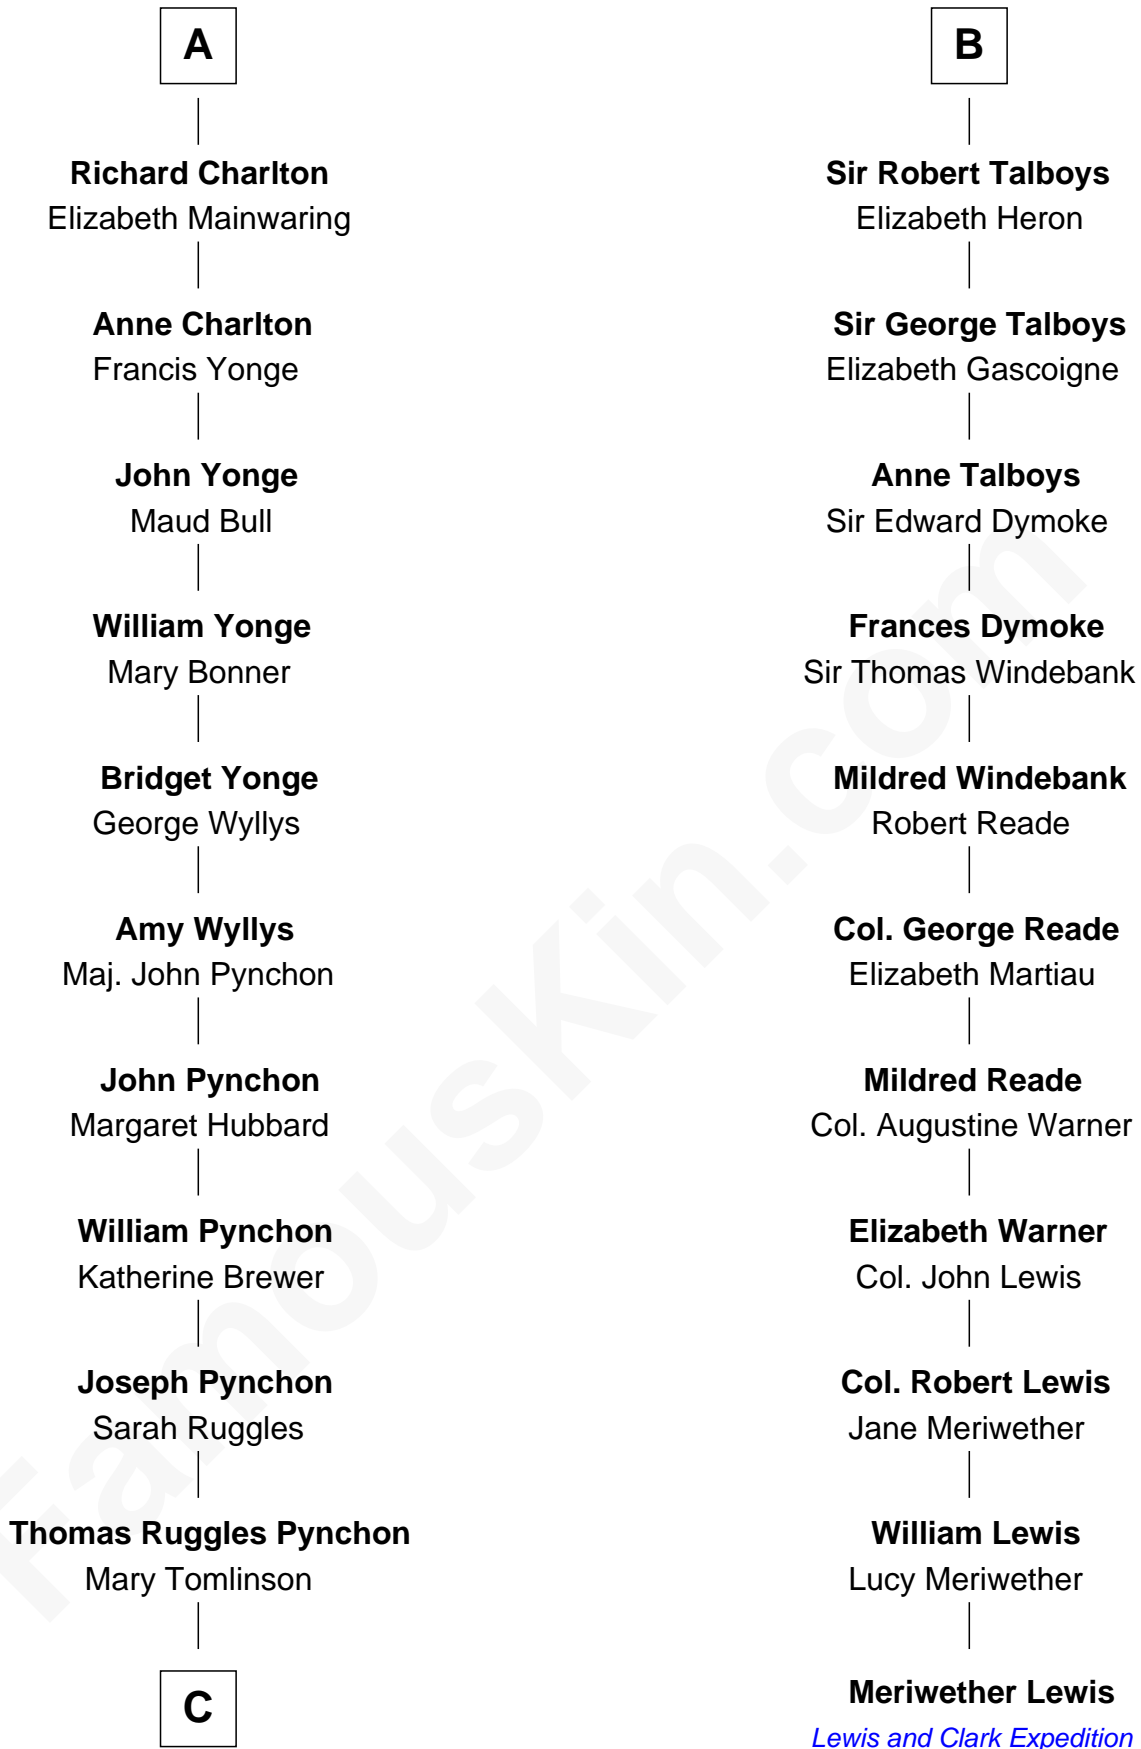 A
Richard Charlton
Elizabeth Mainwaring
Anne Charlton
Francis Yonge
John Yonge
Maud Bull
William Yonge
Mary Bonner
Bridget Yonge
George Wyllys
Amy Wyllys
Maj. John Pynchon
John Pynchon
Margaret Hubbard
William Pynchon
Katherine Brewer
Joseph Pynchon
Sarah Ruggles
Thomas Ruggles Pynchon
Mary Tomlinson
C
B
Sir Robert Talboys
Elizabeth Heron
Sir George Talboys
Elizabeth Gascoigne
Anne Talboys
Sir Edward Dymoke
Frances Dymoke
Sir Thomas Windebank
Mildred Windebank
Robert Reade
Col. George Reade
Elizabeth Martiau
Mildred Reade
Col. Augustine Warner
Elizabeth Warner
Col. John Lewis
Col. Robert Lewis
Jane Meriwether
William Lewis
Lucy Meriwether
Meriwether Lewis
Lewis and Clark Expedition
FamousKin.com